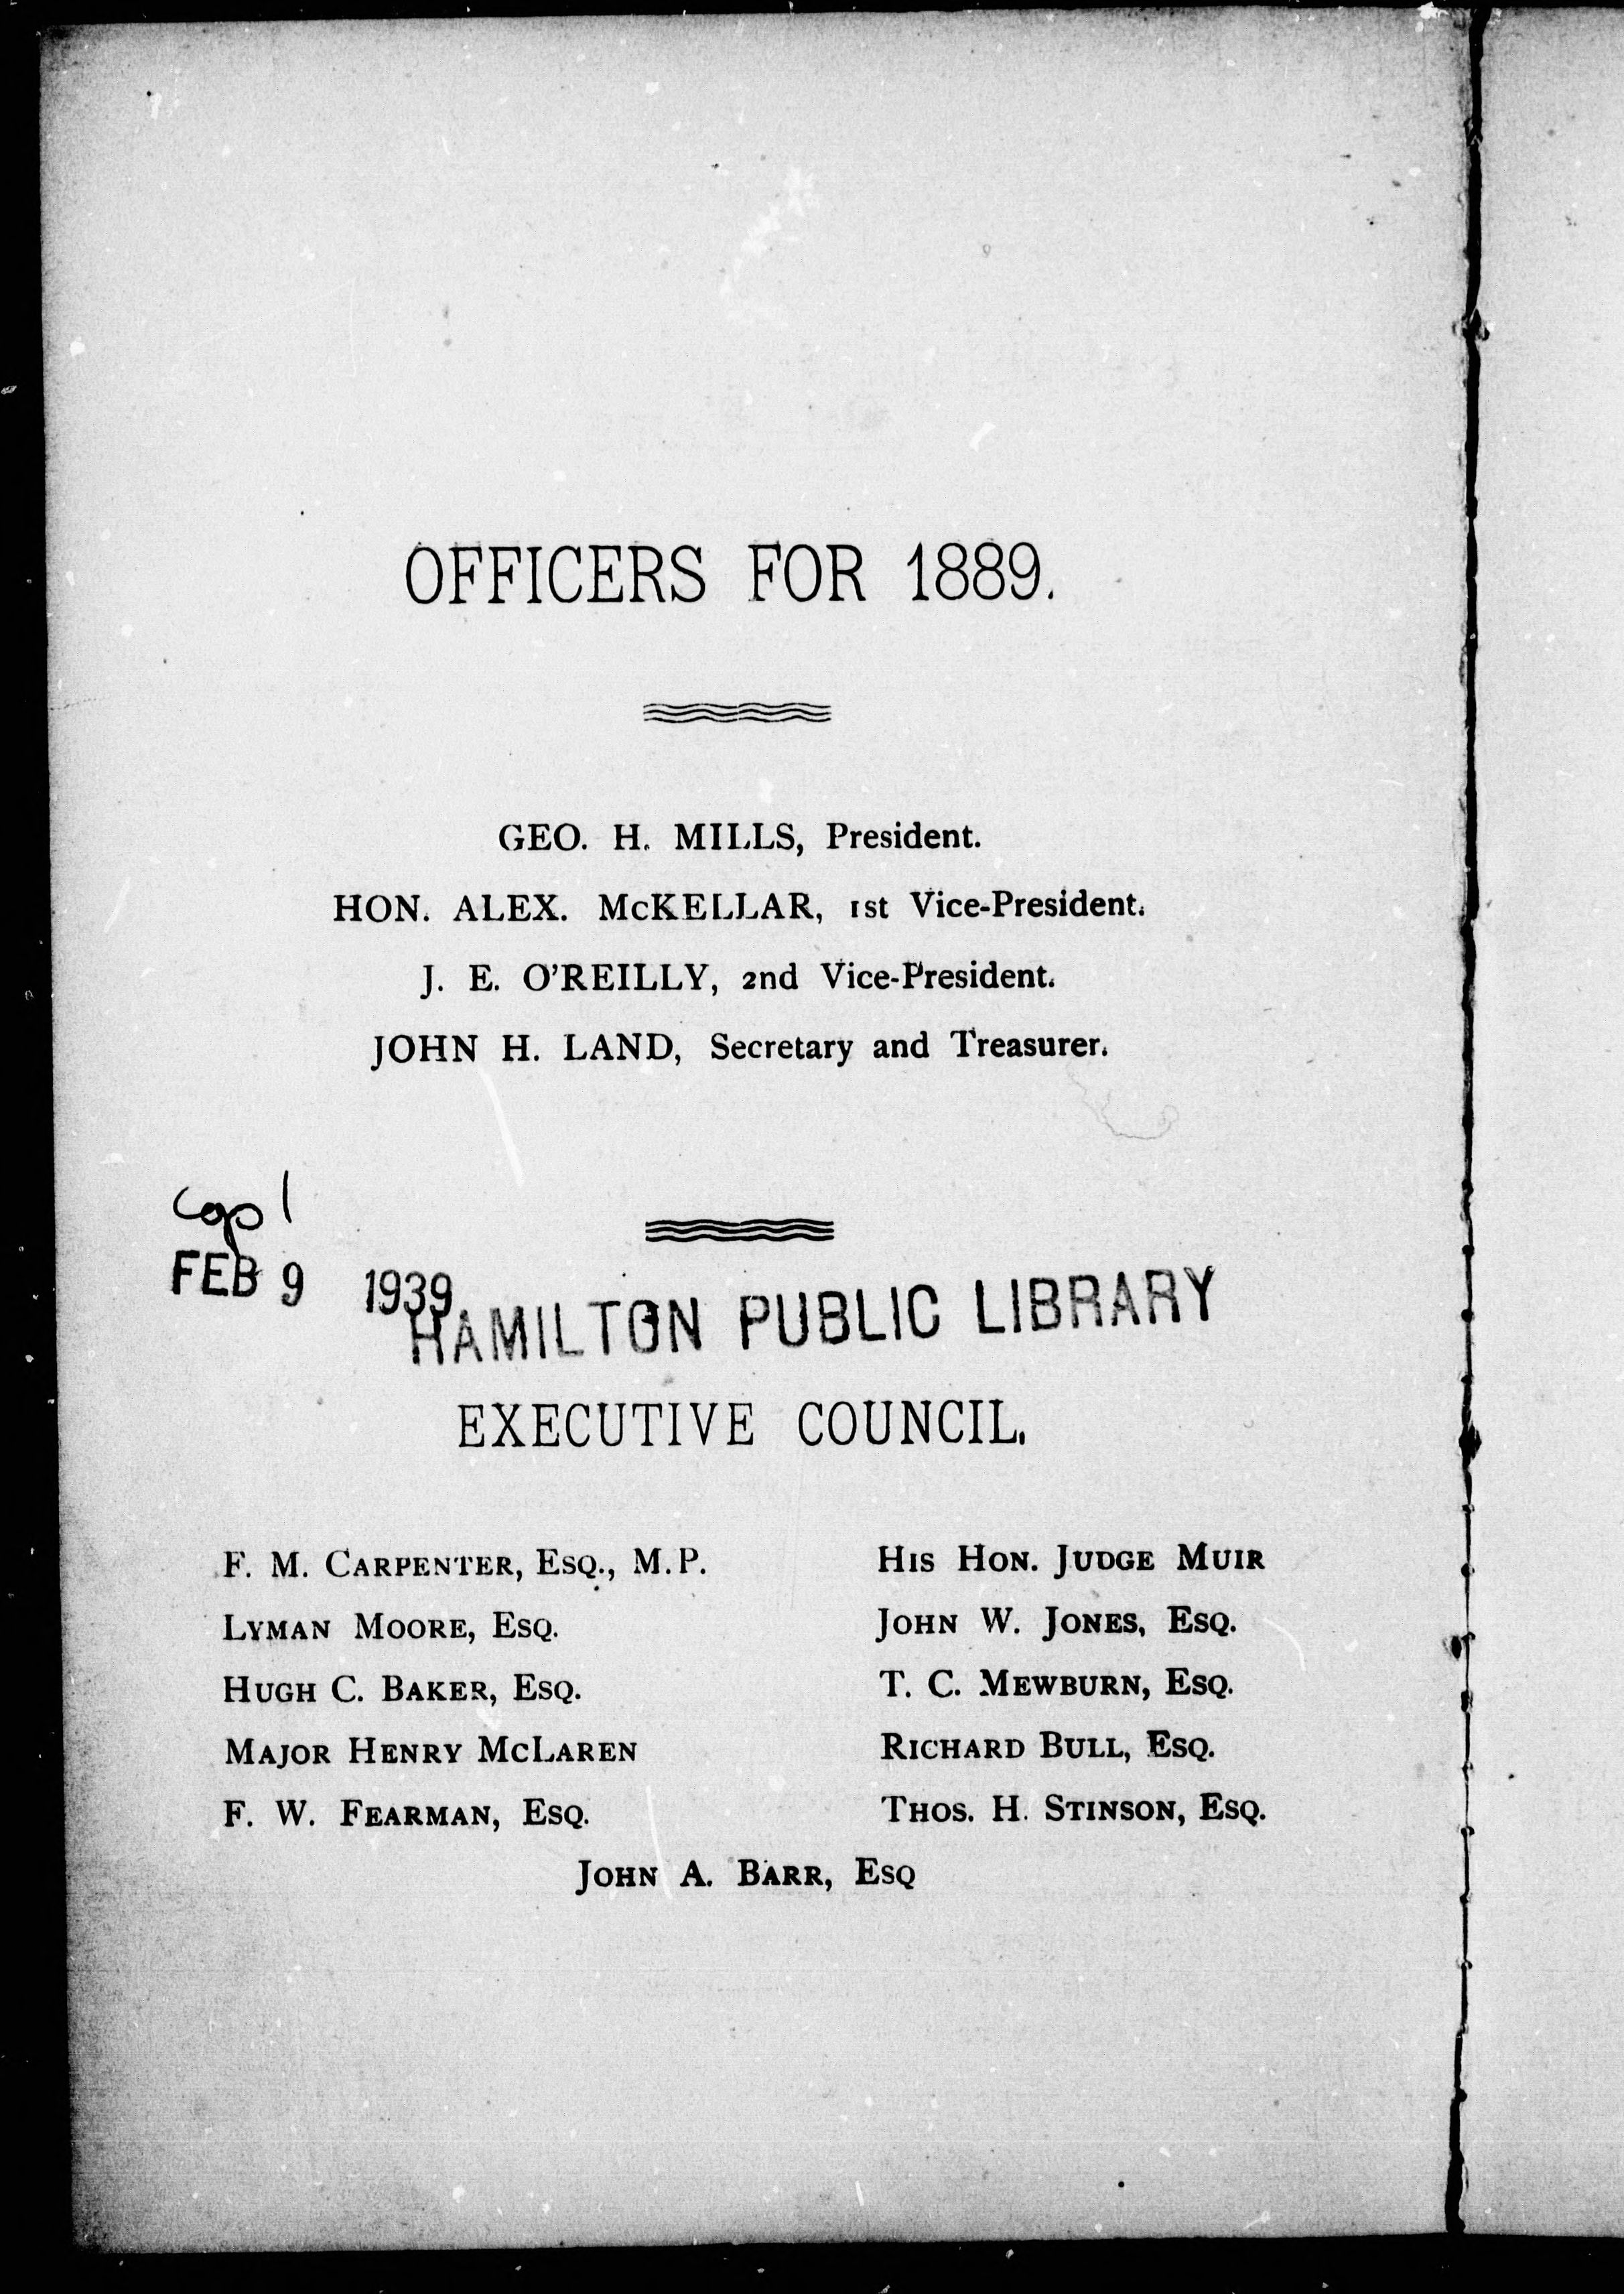 OFFICERS FOR 1889.
GEO. H. MILLS, President.
HON. ALEX. McKELLAR, 1st Vice-President.
J. E. O'REILLY, 2nd Vice-President.
JOHN H. LAND, Secretary and Treasurer.
cop 1
FEB 9 1939
HAMILTON PUBLIC LIBRARY
EXECUTIVE COUNCIL.
F. M. CARPENTER, ESQ., M.P. HIS HON. JUDGE MUIR
LYMAN MOORE, ESQ. JOHN W. JONES, ESQ.
HUGH C. BAKER, ESQ. T. C. MEWBURN, ESQ.
MAJOR HENRY MCLAREN RICHARD BULL, ESQ.
F. W. FEARMAN, ESQ. THOS. H. STINSON, ESQ.
JOHN A. BARR, ESQ